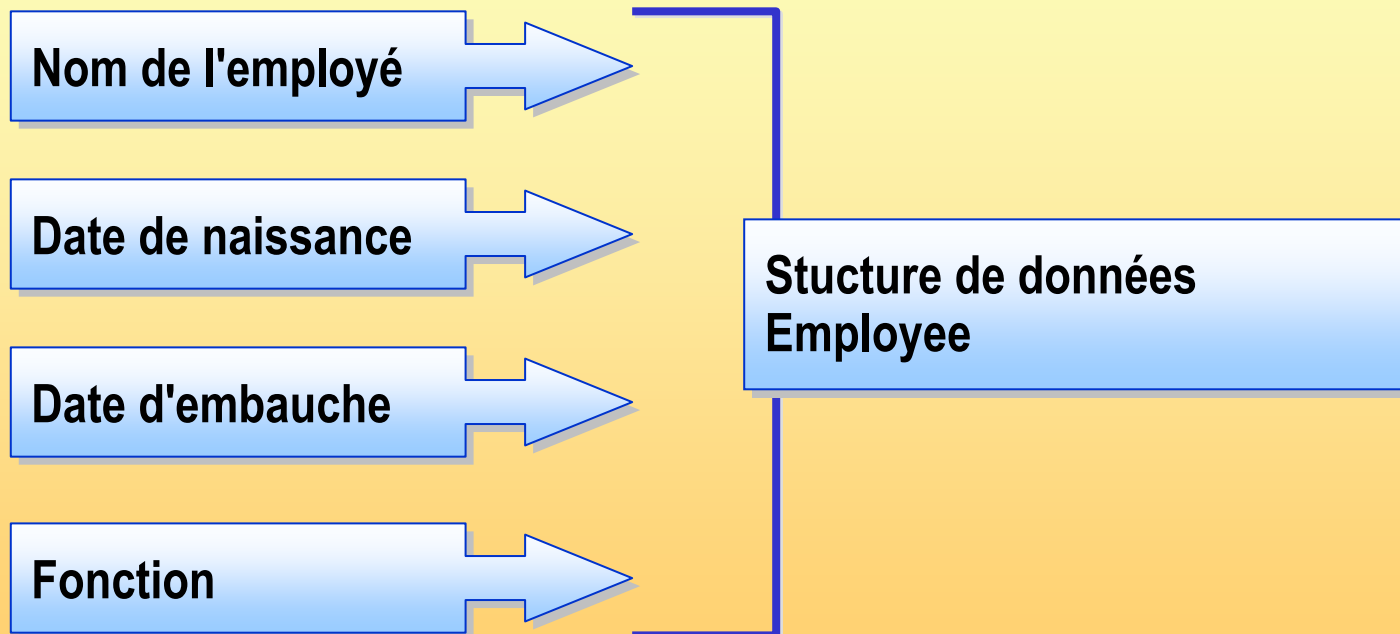 Nom de l'employé
Date de naissance
Date d'embauche
Fonction
Stucture de données
Employee